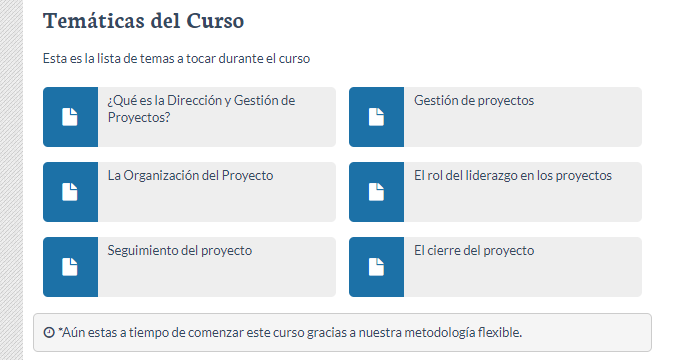 Temáticas del Curso
Esta es la lista de temas a tocar durante el curso
¿Qué es la Dirección y Gestión de
Proyectos?
Gestión de proyectos
La Organización del Proyecto
El rol del liderazgo en los proyectos
Seguimiento del proyecto
El cierre del proyecto
*Aún estas a tiempo de comenzar este curso gracias a nuestra metodología flexible.